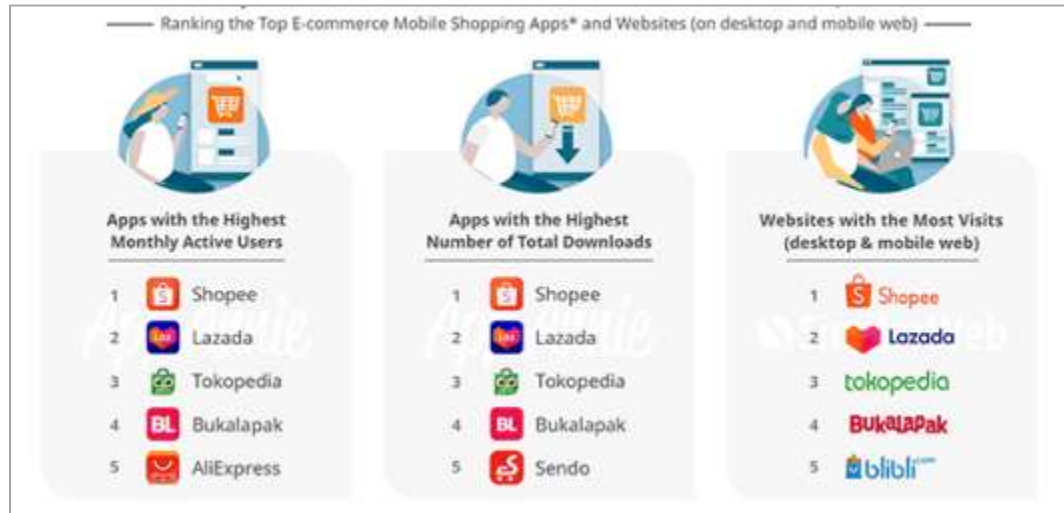 Ranking the Top E-commerce Mobile Shopping Apps* and Websites (on desktop and mobile web)
Apps with the Highest
Monthly Active Users
1 Shopee
2 Lazada
3 Tokopedia
4 BL Bukalapak
5 AliExpress
Apps with the Highest
Number of Total Downloads
1 Shopee
2 Lazada
3 Tokopedia
4 BL Bukalapak
5 Sendo
Websites with the Most Visits
(desktop & mobile web)
1 Shopee
2 Lazada
3 tokopedia
4 BUKALAPAK
5 blibli.com